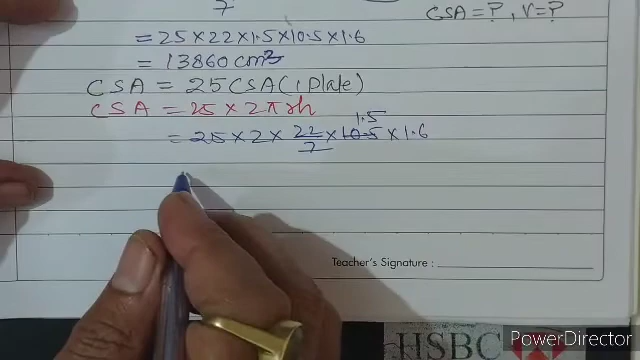 7
CSA = ?, V = ?
= 25 × 22 × 1.5 × 10.5 × 1.6
= 13860 cm³
CSA = 25 CSA (1 Plate)
CSA = 25 × 2πrh
1.5
= 25 × 2 × 22/7 × 10.5 × 1.6
Teacher's Signature :
HSBC
PowerDirector